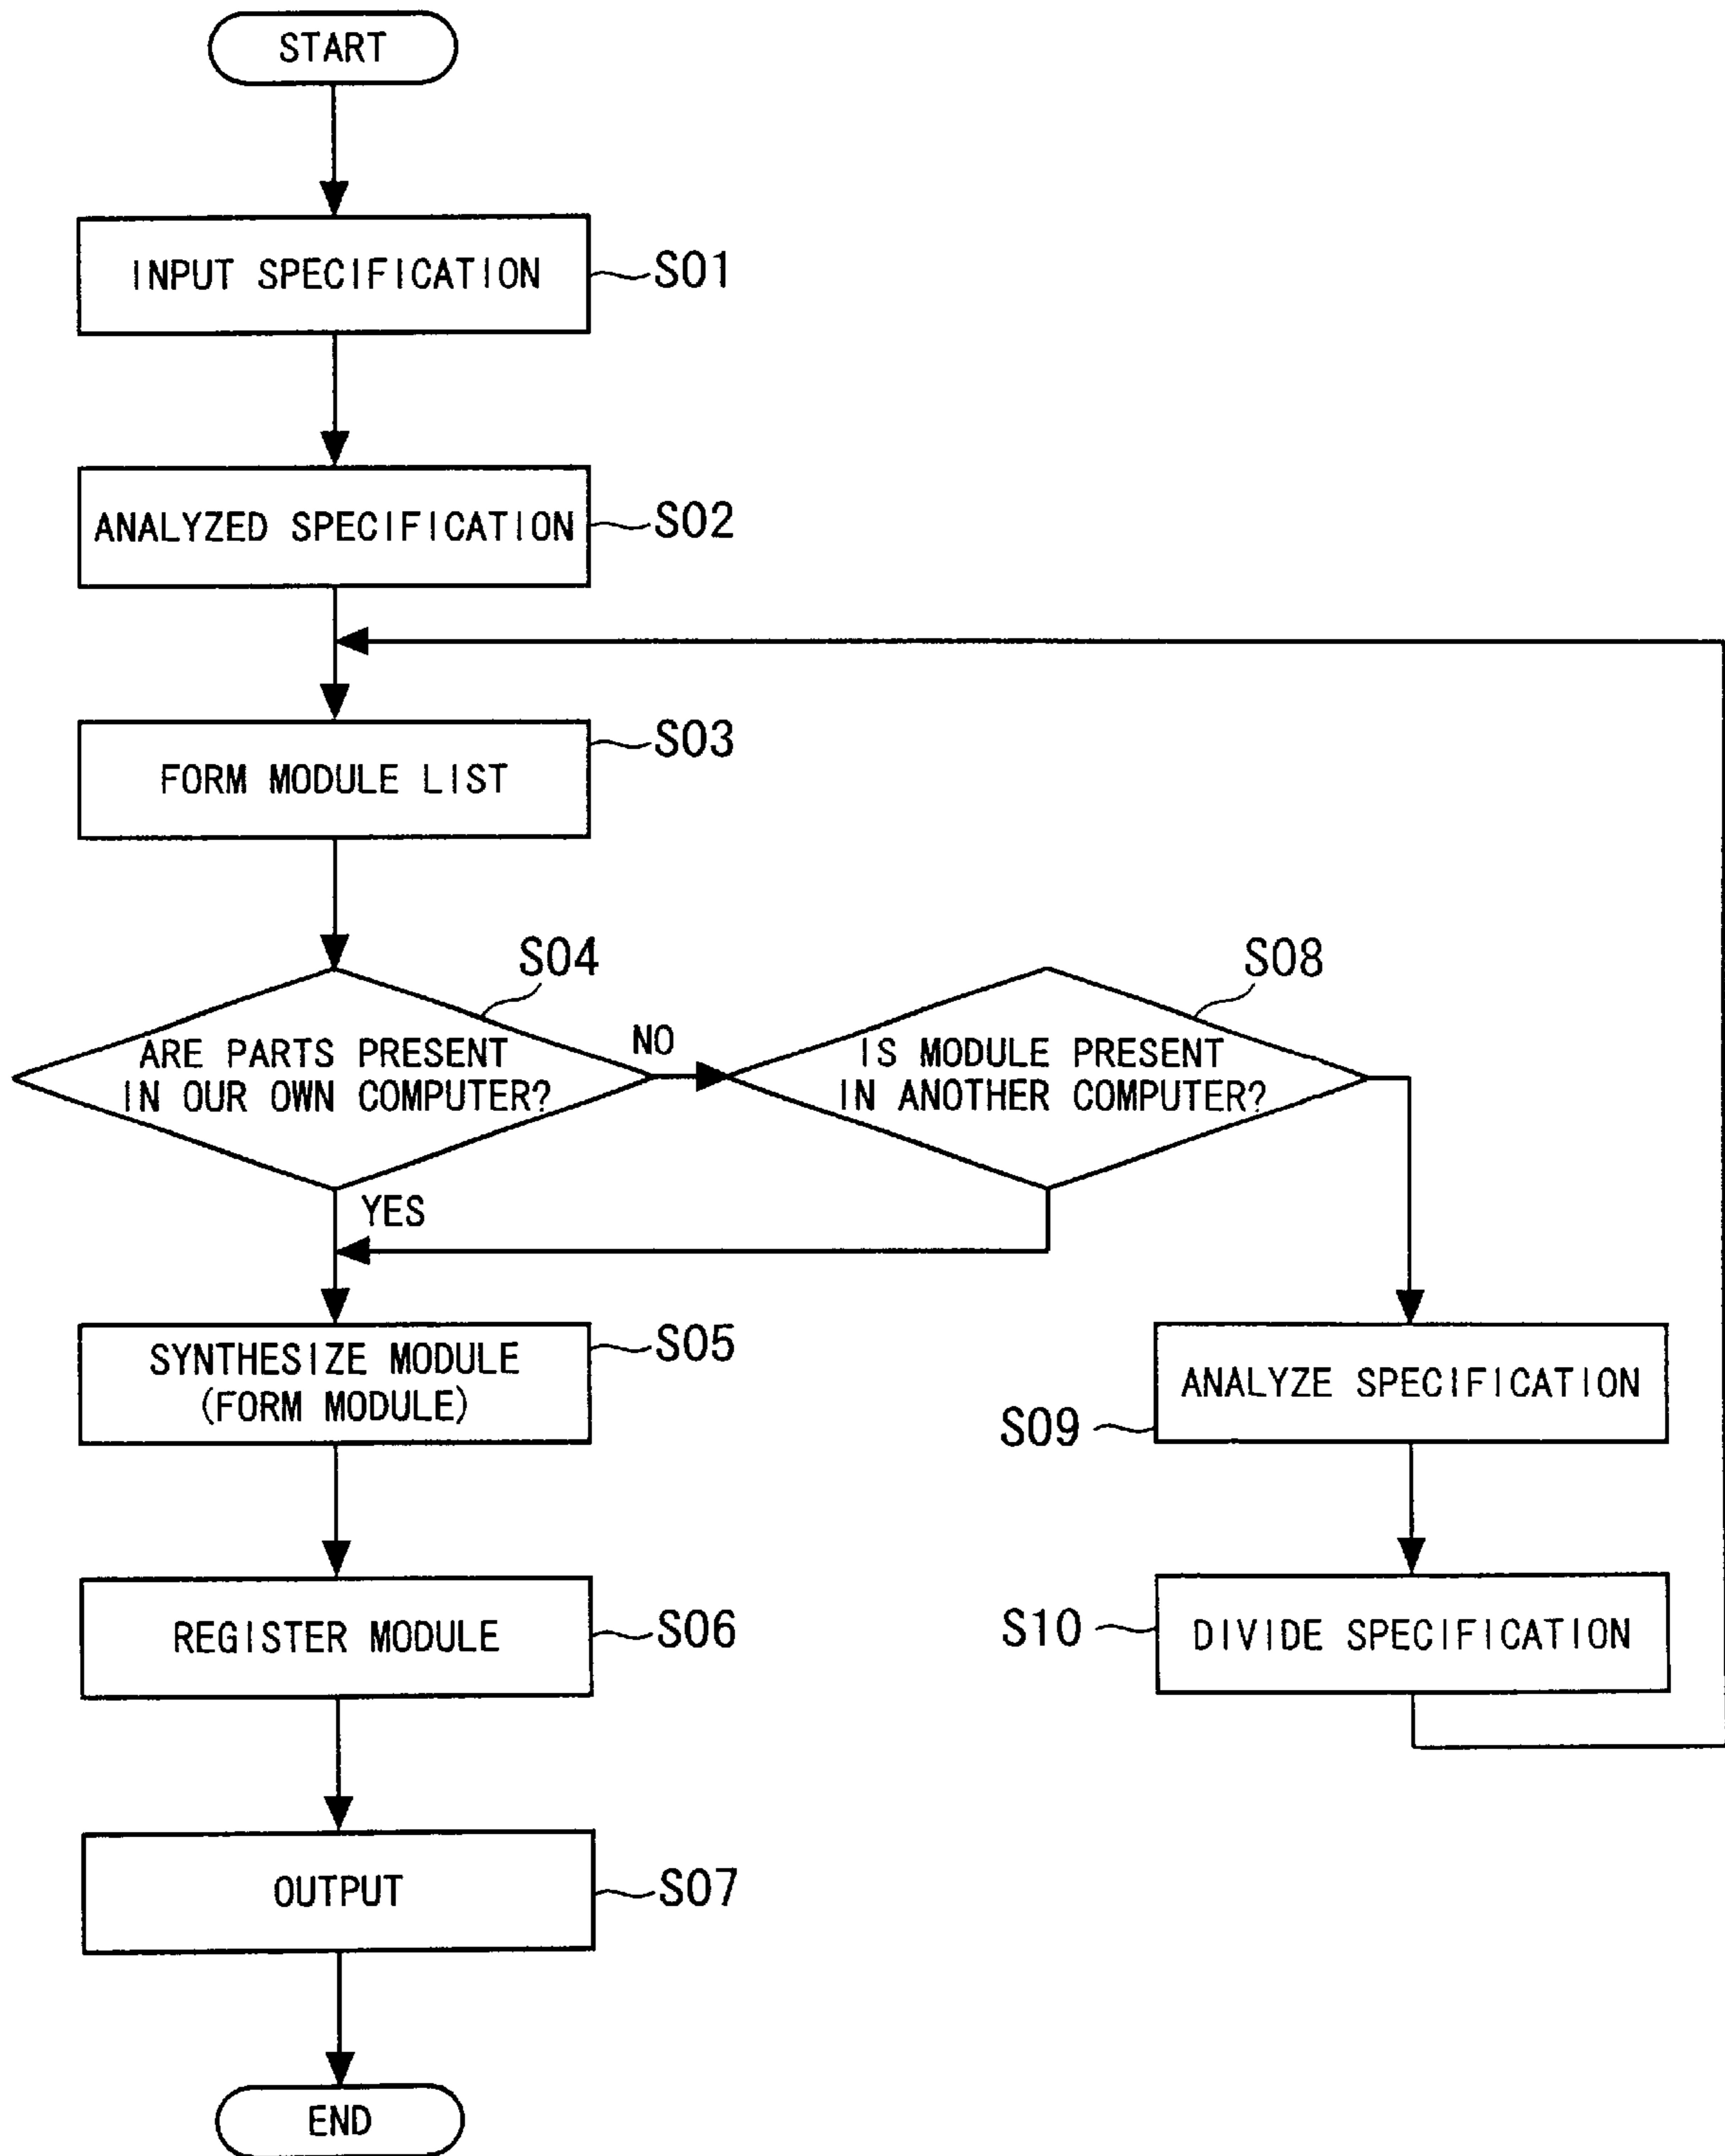 START
INPUT SPECIFICATION
S01
ANALYZED SPECIFICATION
S02
FORM MODULE LIST
S03
S04
ARE PARTS PRESENT
IN OUR OWN COMPUTER?
NO
YES
S08
IS MODULE PRESENT
IN ANOTHER COMPUTER?
SYNTHESIZE MODULE
(FORM MODULE)
S05
ANALYZE SPECIFICATION
S09
REGISTER MODULE
S06
S10
DIVIDE SPECIFICATION
OUTPUT
S07
END